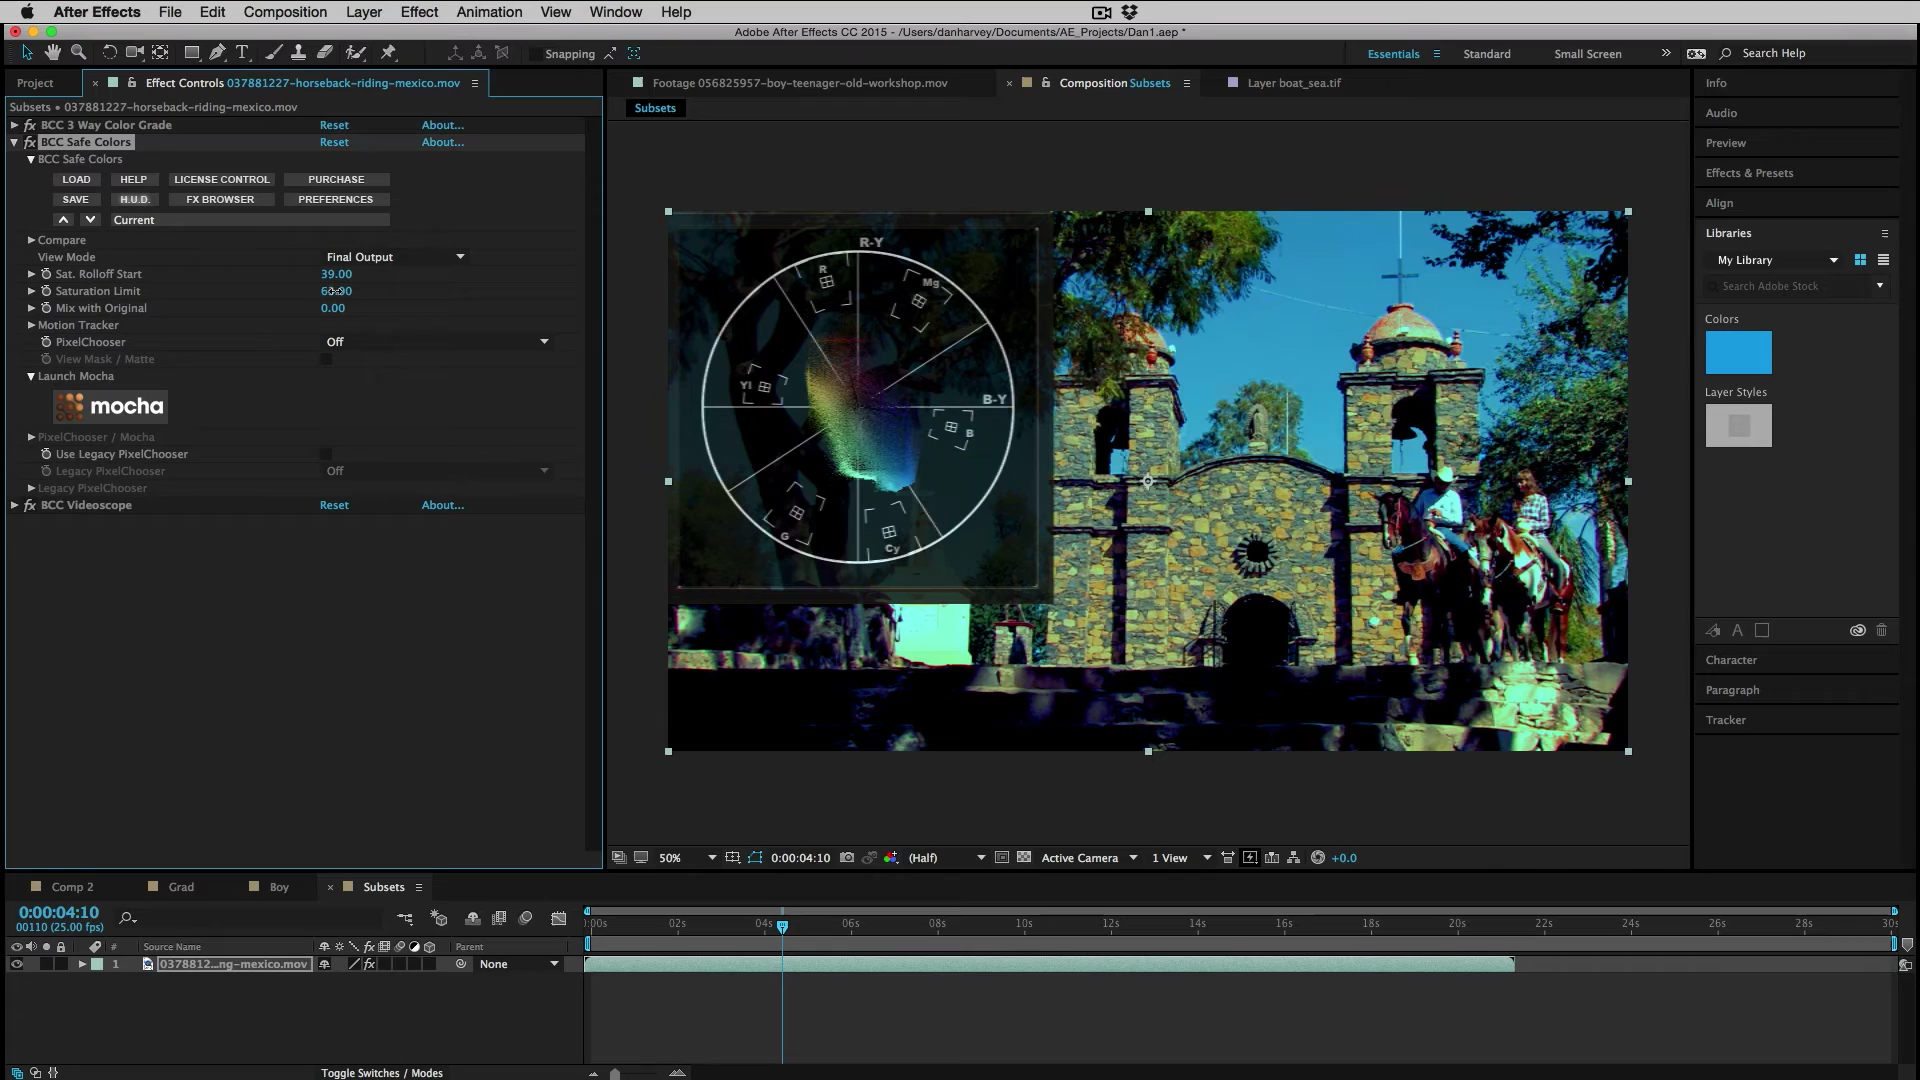 After Effects File Edit Composition Layer Effect Animation View Window Help
Adobe After Effects CC 2015 - /Users/danharvey/Documents/AE_Projects/Dan1.aep *
Snapping
Essentials
Standard
Small Screen
Search Help
Project
Effect Controls 037881227-horseback-riding-mexico.mov
Footage 056825957-boy-teenager-old-workshop.mov
Composition Subsets
Layer boat_sea.tif
Subsets • 037881227-horseback-riding-mexico.mov
Subsets
fx BCC 3 Way Color Grade Reset About...
fx BCC Safe Colors Reset About...
BCC Safe Colors
LOAD HELP LICENSE CONTROL PURCHASE
SAVE H.U.D. FX BROWSER PREFERENCES
Current
Compare
View Mode Final Output
Sat. Rolloff Start 39.00
Saturation Limit
Mix with Original 0.00
Motion Tracker
PixelChooser Off
View Mask / Matte
Launch Mocha
mocha
PixelChooser / Mocha
Use Legacy PixelChooser
Legacy PixelChooser Off
Legacy PixelChooser
fx BCC Videoscope Reset About...
R-Y
R
Mg
Yl
B-Y
B
G
Cy
Info
Audio
Preview
Effects & Presets
Align
Libraries
My Library
Search Adobe Stock
Colors
Layer Styles
A
Character
Paragraph
Tracker
50% 0:00:04:10 (Half) Active Camera 1 View +0.0
Comp 2
Grad
Boy
Subsets
0:00:04:10
00110 (25.00 fps)
:00s 02s 04s 06s 08s 10s 12s 14s 16s 18s 20s 22s 24s 26s 28s 30s
# Source Name fx Parent
1 0378812...ng-mexico.mov fx None
Toggle Switches / Modes